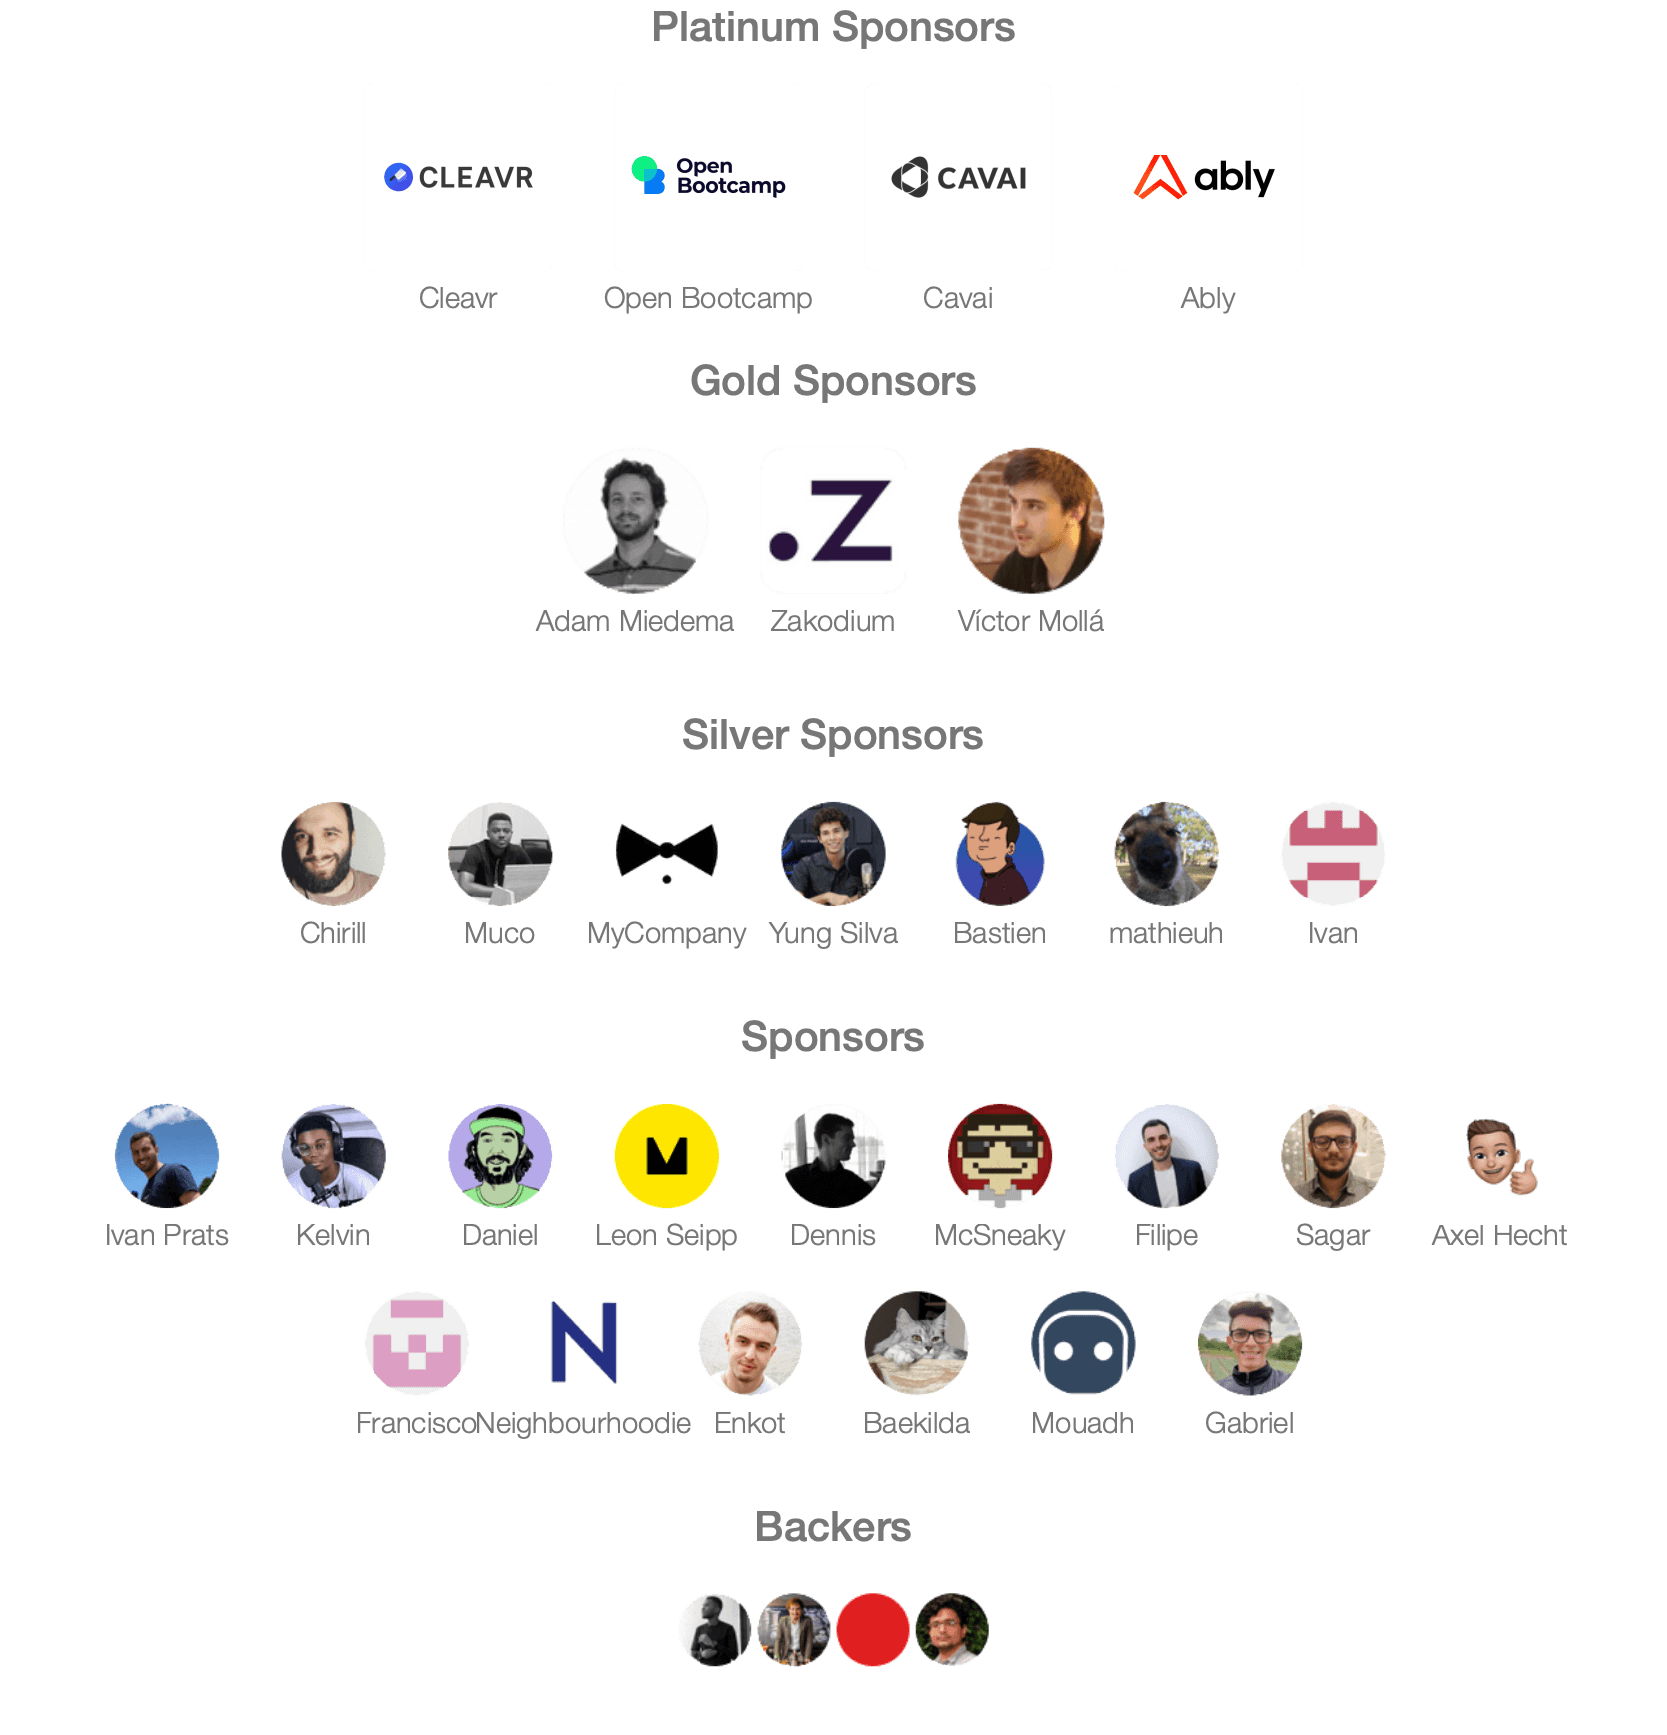 Platinum Sponsors
CLEAVR
Open
Bootcamp
CAVAI
ably
Cleavr
Open Bootcamp
Cavai
Ably
Gold Sponsors
.Z
Adam Miedema
Zakodium
Víctor Mollá
Silver Sponsors
Chirill
Muco
MyCompany
Yung Silva
Bastien
mathieuh
Ivan
Sponsors
M
Ivan Prats
Kelvin
Daniel
Leon Seipp
Dennis
McSneaky
Filipe
Sagar
Axel Hecht
N
Francisco
Neighbourhoodie
Enkot
Baekilda
Mouadh
Gabriel
Backers